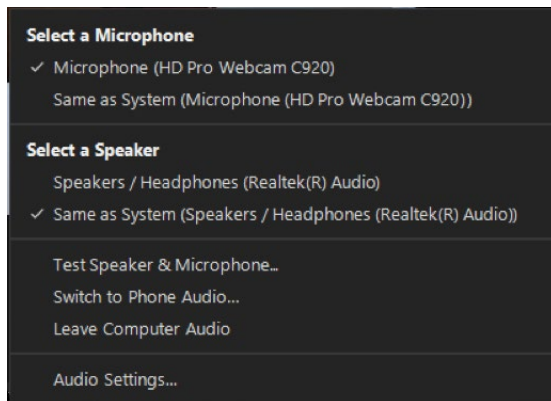 Select a Microphone
✓ Microphone (HD Pro Webcam C920)
Same as System (Microphone (HD Pro Webcam C920))
Select a Speaker
Speakers / Headphones (Realtek(R) Audio)
✓ Same as System (Speakers / Headphones (Realtek(R) Audio))
Test Speaker & Microphone...
Switch to Phone Audio...
Leave Computer Audio
Audio Settings...